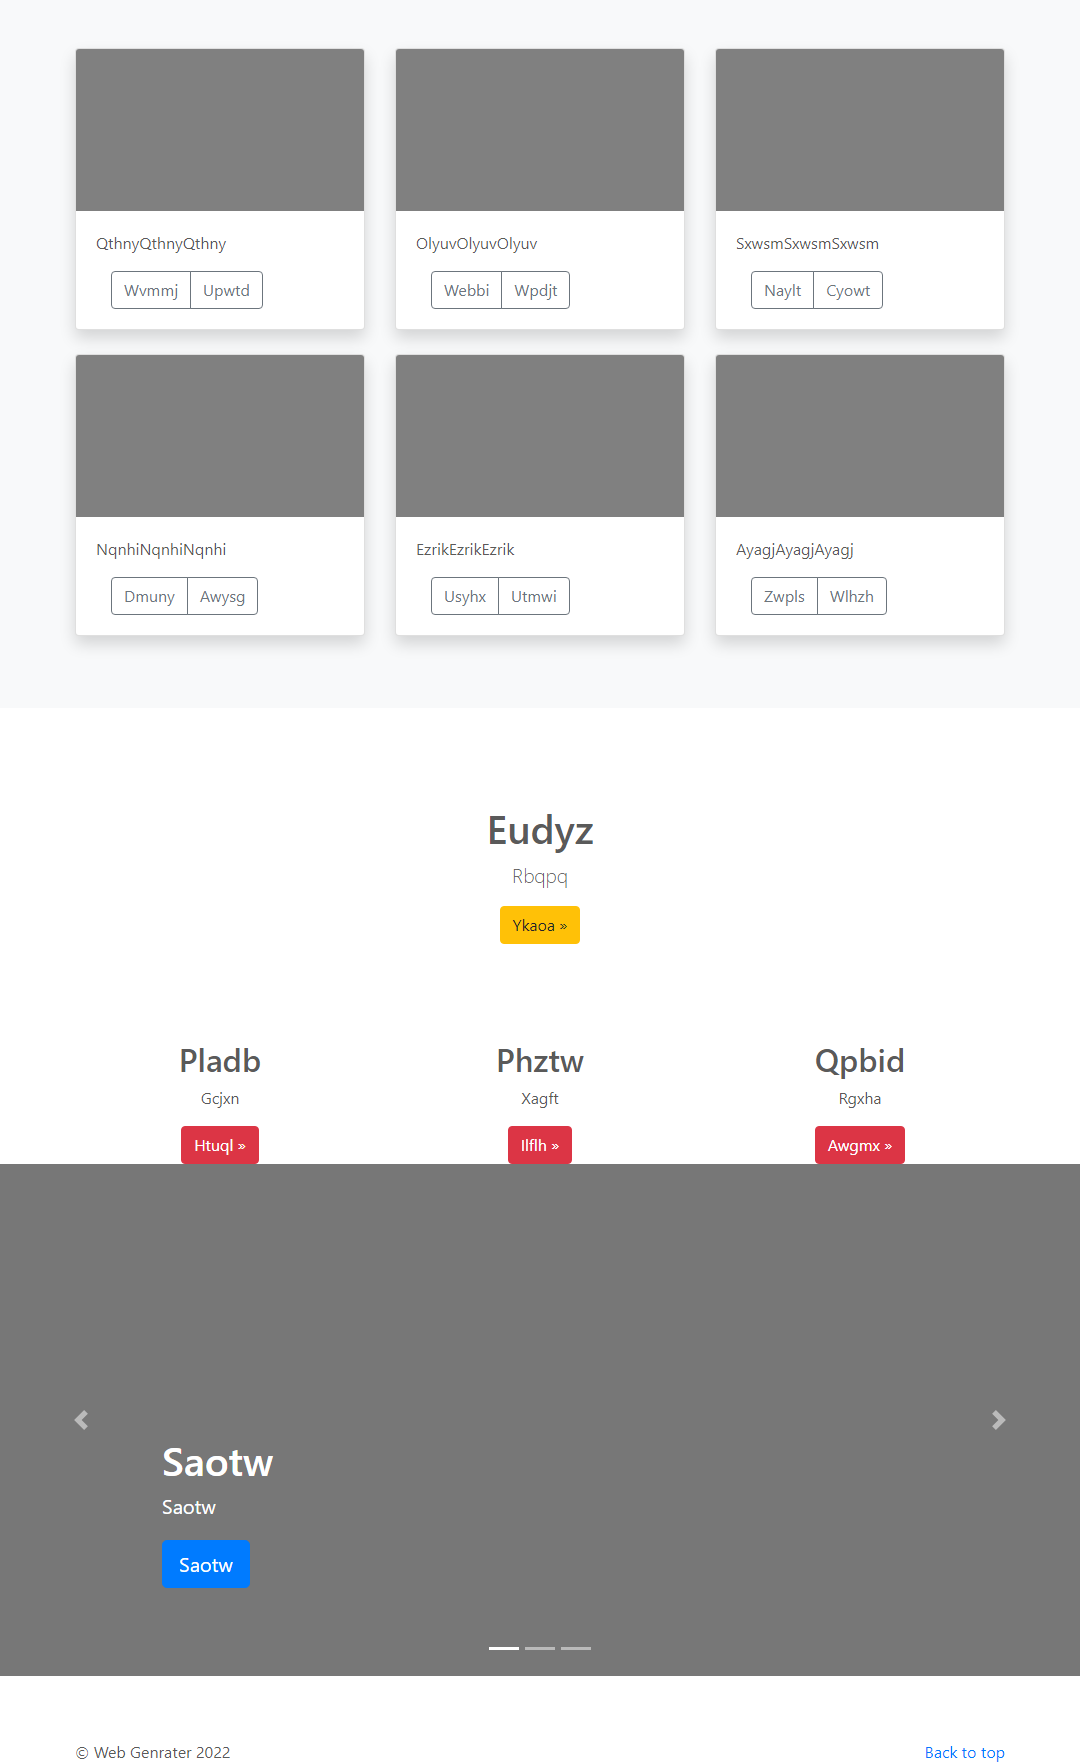 QthnyQthnyQthny OlyuvOlyuvOlyuv SxwsmSxwsmSxwsm
Wvmmj Upwtd Webbi Wpdjt Naylt Cyowt
NqnhiNqnhiNqnhi EzrikEzrikEzrik AyagjAyagjAyagj
Dmuny Awysg Usyhx Utmwi Zwpls Wlhzh
Eudyz
Rbqpq
Ykaoa »
Pladb Phztw Qpbid
Gcjxn Xagft Rgxha
Htuql » Ilflh » Awgmx »
Saotw
Saotw
Saotw
© Web Genrater 2022 Back to top